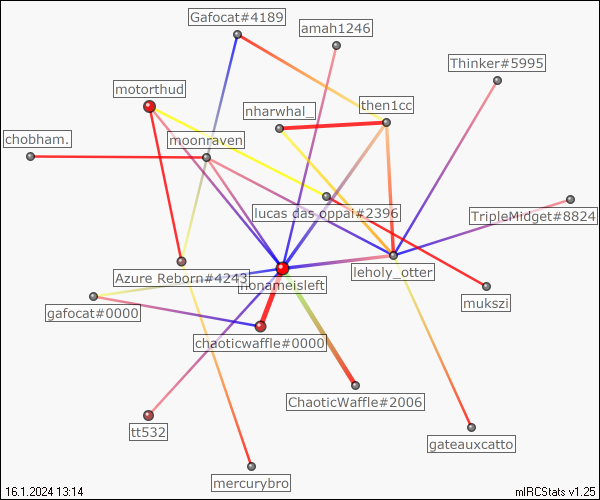 Gafocat#4189
amah1246
Thinker#5995
motorthud
then1cc
nharwhal_
chobham.
moonraven
lucas das oppai#2396
TripleMidget#8824
Azure Reborn#4243
leholy_otter
nonameisleft
mukszi
gafocat#0000
chaoticwaffle#0000
ChaoticWaffle#2006
tt532
gateauxcatto
mercurybro
16.1.2024 13:14
mIRCStats v1.25